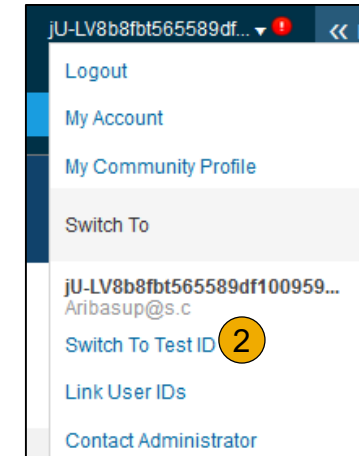 jU-LV8b8fbt565589df... ▾ ! «
Logout
My Account
My Community Profile
Switch To
jU-LV8b8fbt565589df100959...
Aribasup@s.c
Switch To Test ID 2
Link User IDs
Contact Administrator